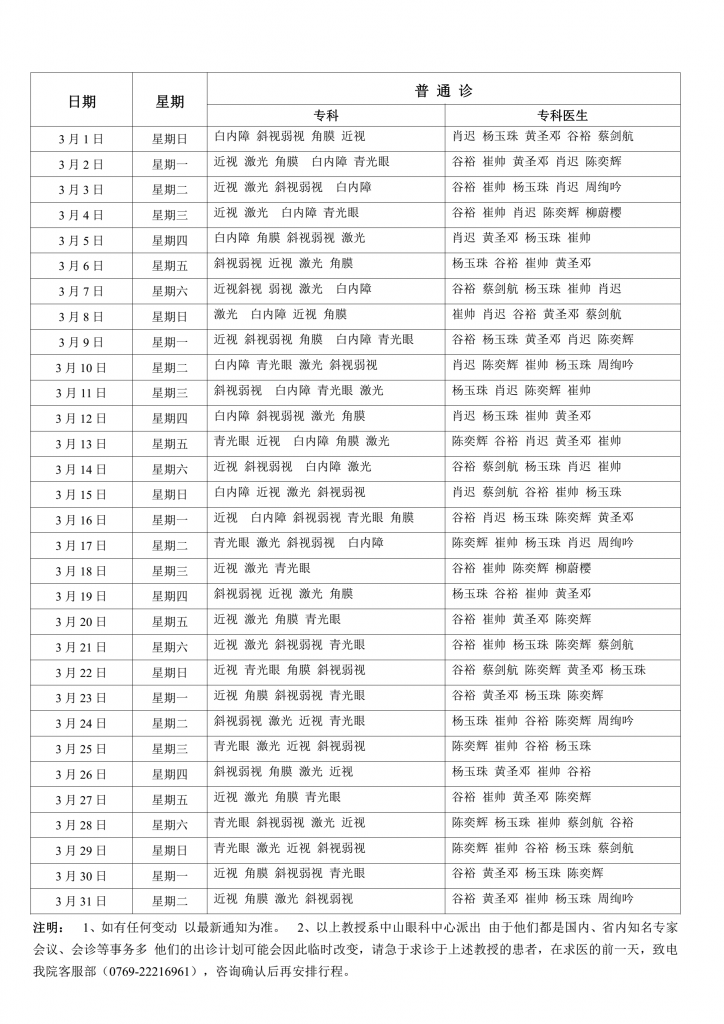 日期 星期 普 通 诊
专科 专科医生
3 月 1 日 星期日 白内障 斜视弱视 角膜 近视 肖迟 杨玉珠 黄圣邓 谷裕 蔡剑航
3 月 2 日 星期一 近视 激光 角膜 白内障 青光眼 谷裕 崔帅 黄圣邓 肖迟 陈奕辉
3 月 3 日 星期二 近视 激光 斜视弱视 白内障 谷裕 崔帅 杨玉珠 肖迟 周绚吟
3 月 4 日 星期三 近视 激光 白内障 青光眼 谷裕 崔帅 肖迟 陈奕辉 柳蔚樱
3 月 5 日 星期四 白内障 角膜 斜视弱视 激光 肖迟 黄圣邓 杨玉珠 崔帅
3 月 6 日 星期五 斜视弱视 近视 激光 角膜 杨玉珠 谷裕 崔帅 黄圣邓
3 月 7 日 星期六 近视斜视 弱视 激光 白内障 谷裕 蔡剑航 杨玉珠 崔帅 肖迟
3 月 8 日 星期日 激光 白内障 近视 角膜 崔帅 肖迟 谷裕 黄圣邓 蔡剑航
3 月 9 日 星期一 近视 斜视弱视 角膜 白内障 青光眼 谷裕 杨玉珠 黄圣邓 肖迟 陈奕辉
3 月 10 日 星期二 白内障 青光眼 激光 斜视弱视 肖迟 陈奕辉 崔帅 杨玉珠 周绚吟
3 月 11 日 星期三 斜视弱视 白内障 青光眼 激光 杨玉珠 肖迟 陈奕辉 崔帅
3 月 12 日 星期四 白内障 斜视弱视 激光 角膜 肖迟 杨玉珠 崔帅 黄圣邓
3 月 13 日 星期五 青光眼 近视 白内障 角膜 激光 陈奕辉 谷裕 肖迟 黄圣邓 崔帅
3 月 14 日 星期六 近视 斜视弱视 白内障 激光 谷裕 蔡剑航 杨玉珠 肖迟 崔帅
3 月 15 日 星期日 白内障 近视 激光 斜视弱视 肖迟 蔡剑航 谷裕 崔帅 杨玉珠
3 月 16 日 星期一 近视 白内障 斜视弱视 青光眼 角膜 谷裕 肖迟 杨玉珠 陈奕辉 黄圣邓
3 月 17 日 星期二 青光眼 激光 斜视弱视 白内障 陈奕辉 崔帅 杨玉珠 肖迟 周绚吟
3 月 18 日 星期三 近视 激光 青光眼 谷裕 崔帅 陈奕辉 柳蔚樱
3 月 19 日 星期四 斜视弱视 近视 激光 角膜 杨玉珠 谷裕 崔帅 黄圣邓
3 月 20 日 星期五 近视 激光 角膜 青光眼 谷裕 崔帅 黄圣邓 陈奕辉
3 月 21 日 星期六 近视 激光 斜视弱视 青光眼 谷裕 崔帅 杨玉珠 陈奕辉 蔡剑航
3 月 22 日 星期日 近视 青光眼 角膜 斜视弱视 谷裕 蔡剑航 陈奕辉 黄圣邓 杨玉珠
3 月 23 日 星期一 近视 角膜 斜视弱视 青光眼 谷裕 黄圣邓 杨玉珠 陈奕辉
3 月 24 日 星期二 斜视弱视 激光 近视 青光眼 杨玉珠 崔帅 谷裕 陈奕辉 周绚吟
3 月 25 日 星期三 青光眼 激光 近视 斜视弱视 陈奕辉 崔帅 谷裕 杨玉珠
3 月 26 日 星期四 斜视弱视 角膜 激光 近视 杨玉珠 黄圣邓 崔帅 谷裕
3 月 27 日 星期五 近视 激光 角膜 青光眼 谷裕 崔帅 黄圣邓 陈奕辉
3 月 28 日 星期六 青光眼 斜视弱视 激光 近视 陈奕辉 杨玉珠 崔帅 蔡剑航 谷裕
3 月 29 日 星期日 青光眼 激光 近视 斜视弱视 陈奕辉 崔帅 谷裕 杨玉珠 蔡剑航
3 月 30 日 星期一 近视 角膜 斜视弱视 青光眼 谷裕 黄圣邓 杨玉珠 陈奕辉
3 月 31 日 星期二 近视 角膜 激光 斜视弱视 谷裕 黄圣邓 崔帅 杨玉珠 周绚吟
注明： 1、如有任何变动 以最新通知为准。 2、以上教授系中山眼科中心派出 由于他们都是国内、省内知名专家
会议、会诊等事务多 他们的出诊计划可能会因此临时改变，请急于求诊于上述教授的患者，在求医的前一天，致电
我院客服部（0769-22216961），咨询确认后再安排行程。